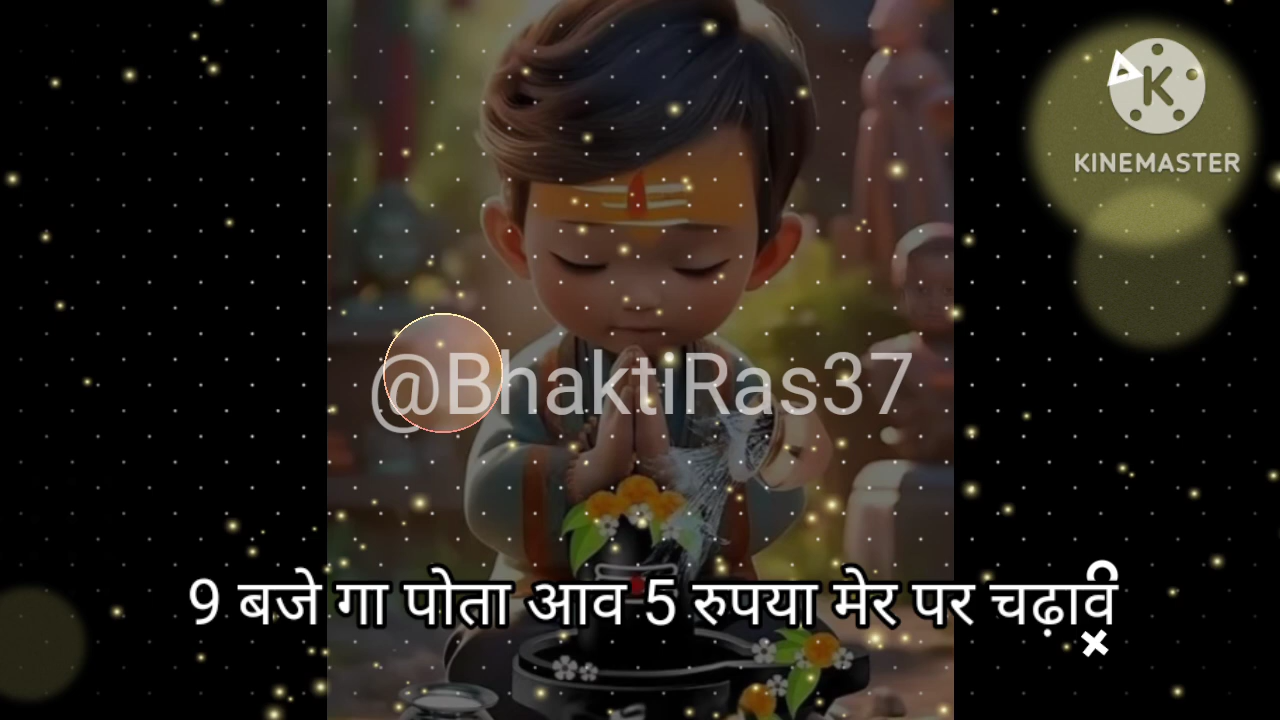 K
KINEMASTER
@BhaktiRas37
9 बजे गा पोता आव 5 रुपया मेर पर चढ़ावे